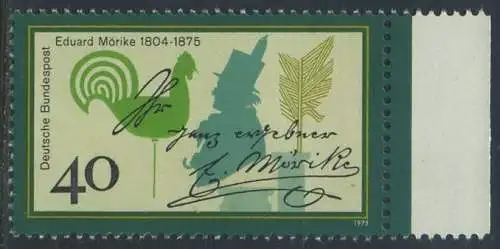 Eduard Mörike 1804-1875
Deutsche Bundespost
Ihr
ganz ergebner
E. Mörike
40
1975